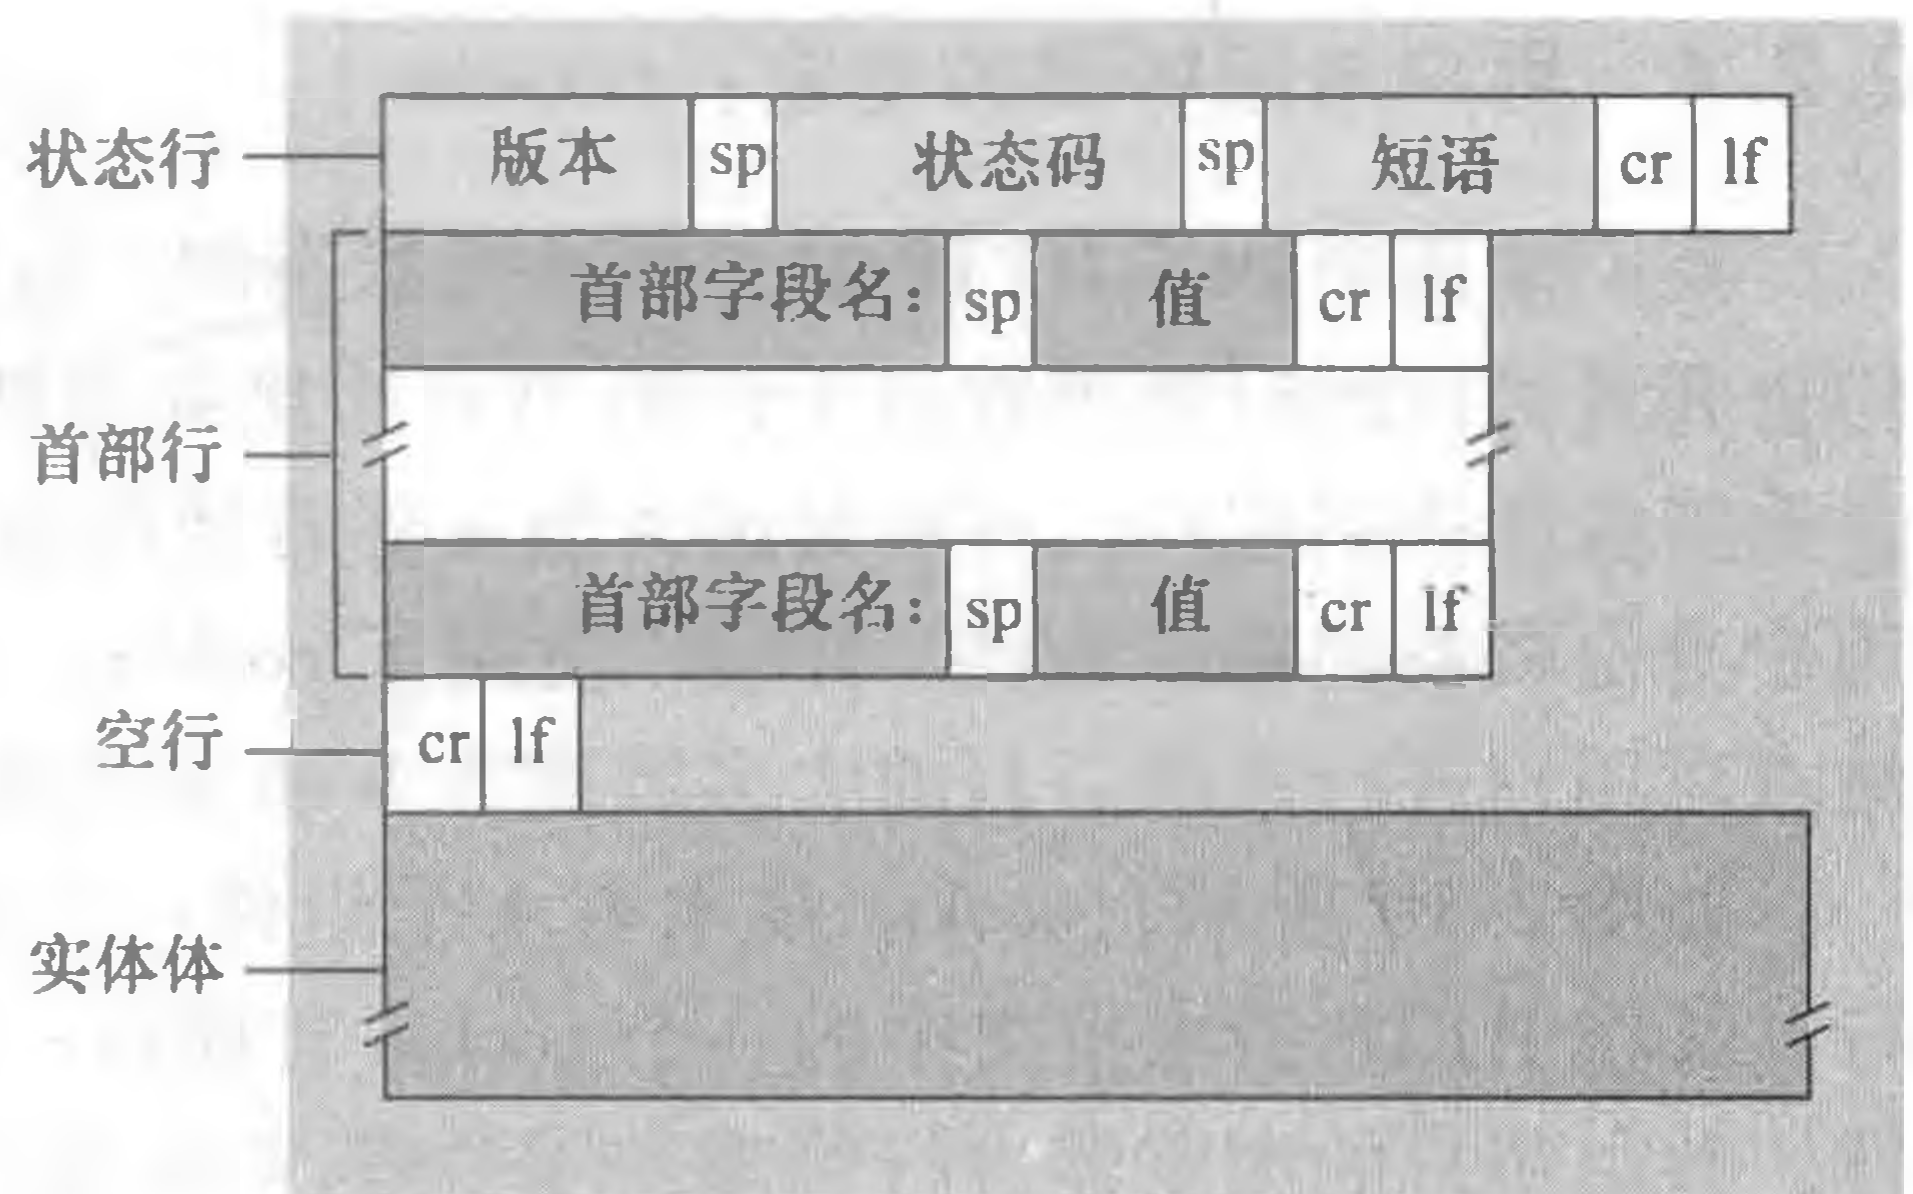 状态行 版本 sp 状态码 sp 短语 cr lf
首部字段名： sp 值 cr lf
首部行
首部字段名： sp 值 cr lf
空行 cr lf
实体体